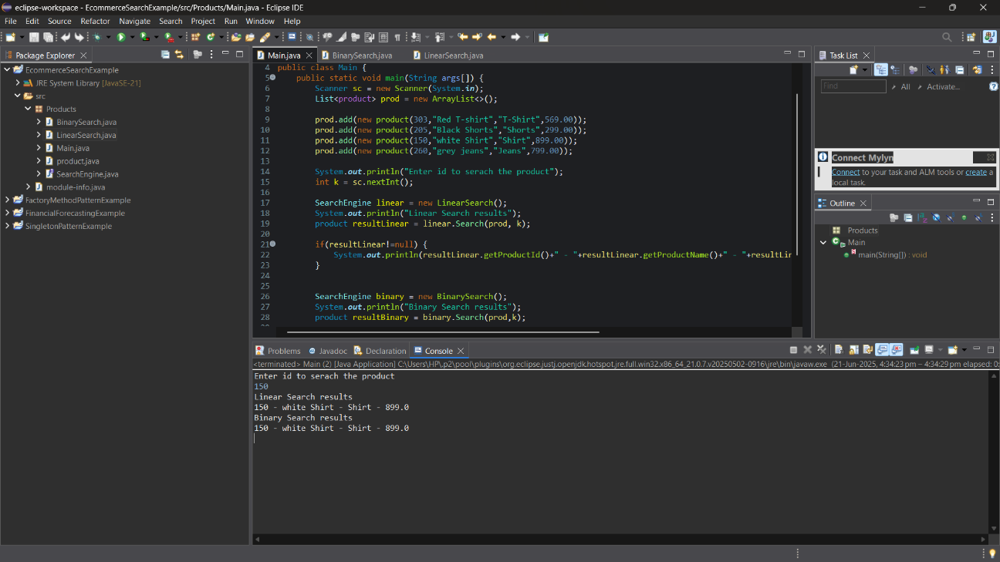 eclipse-workspace - EcommerceSearchExample/src/Products/Main.java - Eclipse IDE
File Edit Source Refactor Navigate Search Project Run Window Help
Package Explorer
EcommerceSearchExample
JRE System Library [JavaSE-21]
src
Products
BinarySearch.java
LinearSearch.java
Main.java
product.java
SearchEngine.java
module-info.java
FactoryMethodPatternExample
FinancialForecastingExample
SingletonPatternExample
Main.java BinarySearch.java LinearSearch.java
4 public class Main {
5 public static void main(String args[]) {
6 Scanner sc = new Scanner(System.in);
7 List<product> prod = new ArrayList<>();
8
9 prod.add(new product(303,"Red T-shirt","T-Shirt",569.00));
10 prod.add(new product(205,"Black Shorts","Shorts",299.00));
11 prod.add(new product(150,"white Shirt","Shirt",899.00));
12 prod.add(new product(260,"grey jeans","Jeans",799.00));
13
14 System.out.println("Enter id to serach the product");
15 int k = sc.nextInt();
16
17 SearchEngine linear = new LinearSearch();
18 System.out.println("Linear Search results");
19 product resultLinear = linear.Search(prod, k);
20
21 if(resultLinear!=null) {
22 System.out.println(resultLinear.getProductId()+" - "+resultLinear.getProductName()+" - "+resultLir
23 }
24
25
26 SearchEngine binary = new BinarySearch();
27 System.out.println("Binary Search results");
28 product resultBinary = binary.Search(prod,k);
Task List
Find All Activate...
Connect Mylyn
Connect to your task and ALM tools or create a
local task.
Outline
Products
Main
main(String[]) : void
Problems Javadoc Declaration Console
<terminated> Main (2) [Java Application] C:\Users\HP\.p2\pool\plugins\org.eclipse.justj.openjdk.hotspot.jre.full.win32.x86_64_21.0.7.v20250502-0916\jre\bin\javaw.exe (21-Jun-2025, 4:34:23 pm – 4:34:29 pm elapsed: 0:
Enter id to serach the product
150
Linear Search results
150 - white Shirt - Shirt - 899.0
Binary Search results
150 - white Shirt - Shirt - 899.0